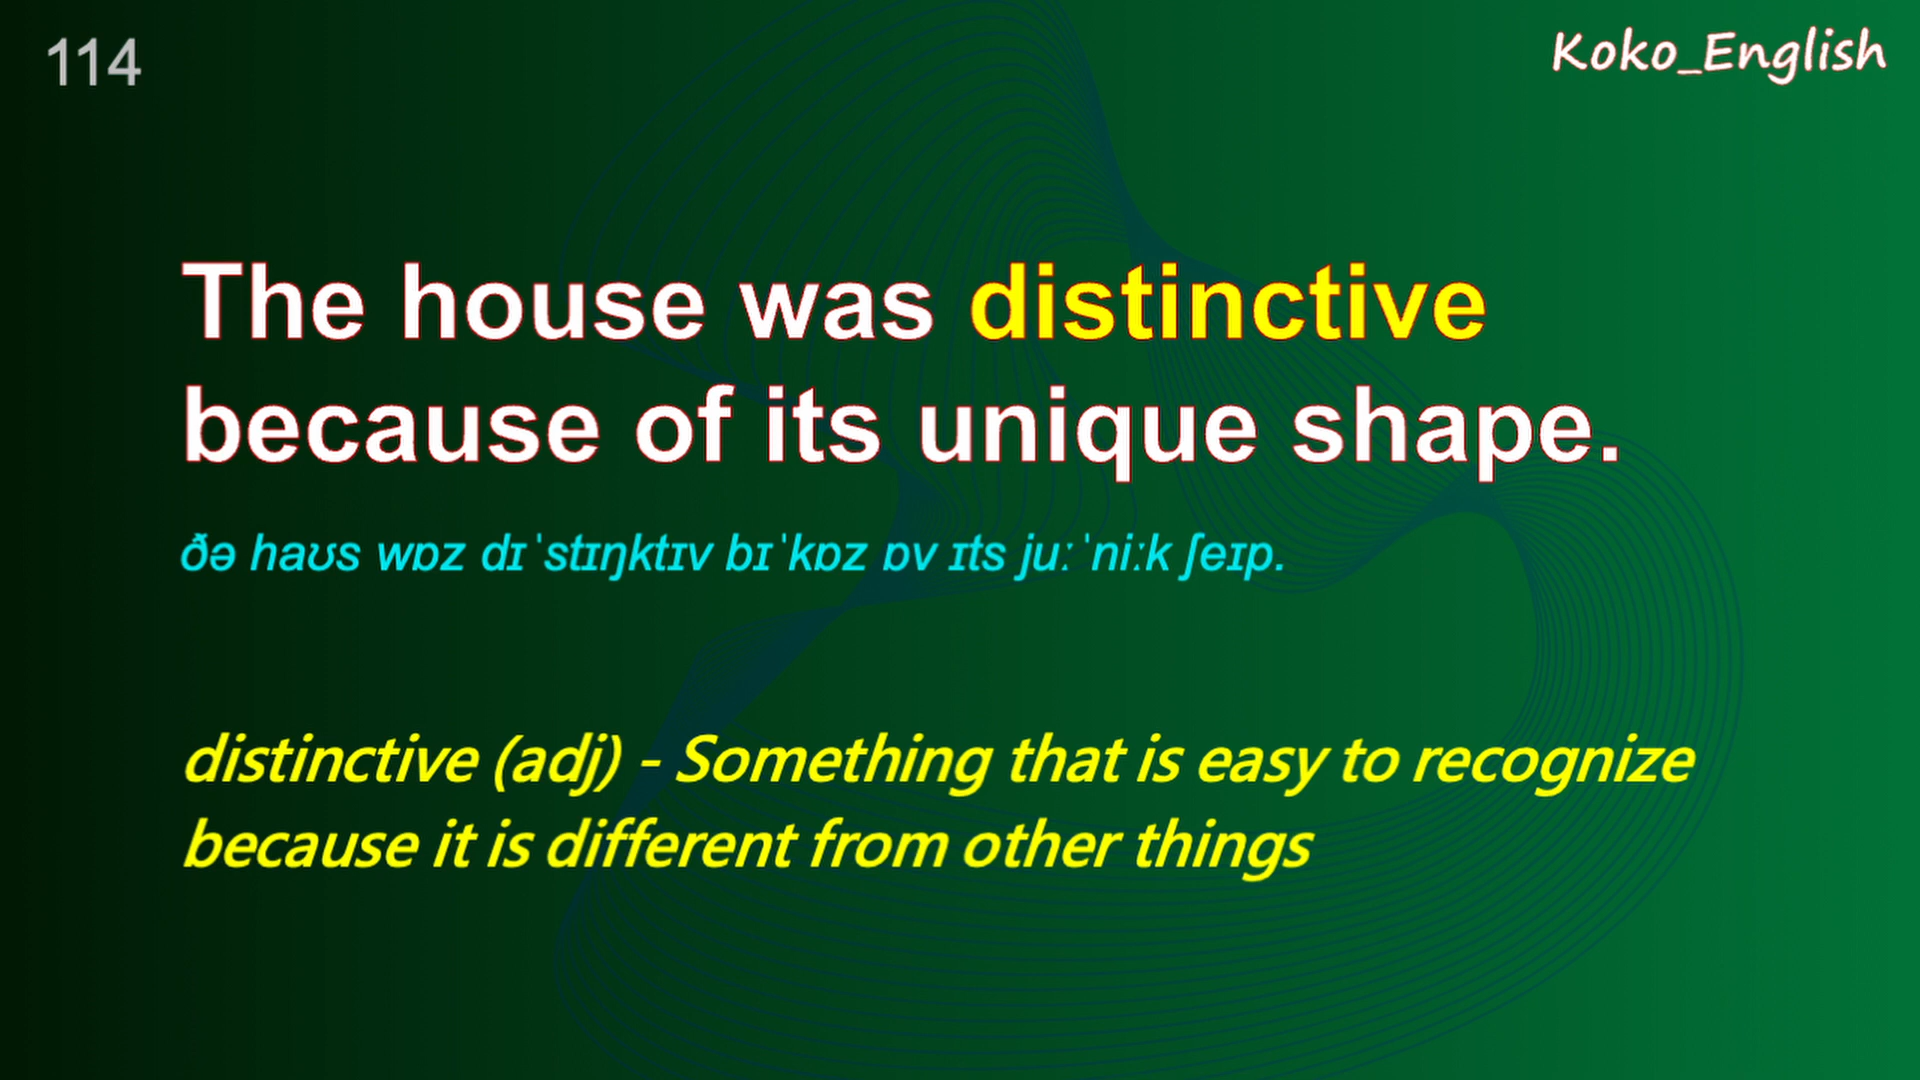 114
Koko_English
The house was distinctive
because of its unique shape.
ðə haʊs wɒz dɪˈstɪŋktɪv bɪˈkɒz ɒv ɪts juːˈniːk ʃeɪp.
distinctive (adj) - Something that is easy to recognize
because it is different from other things